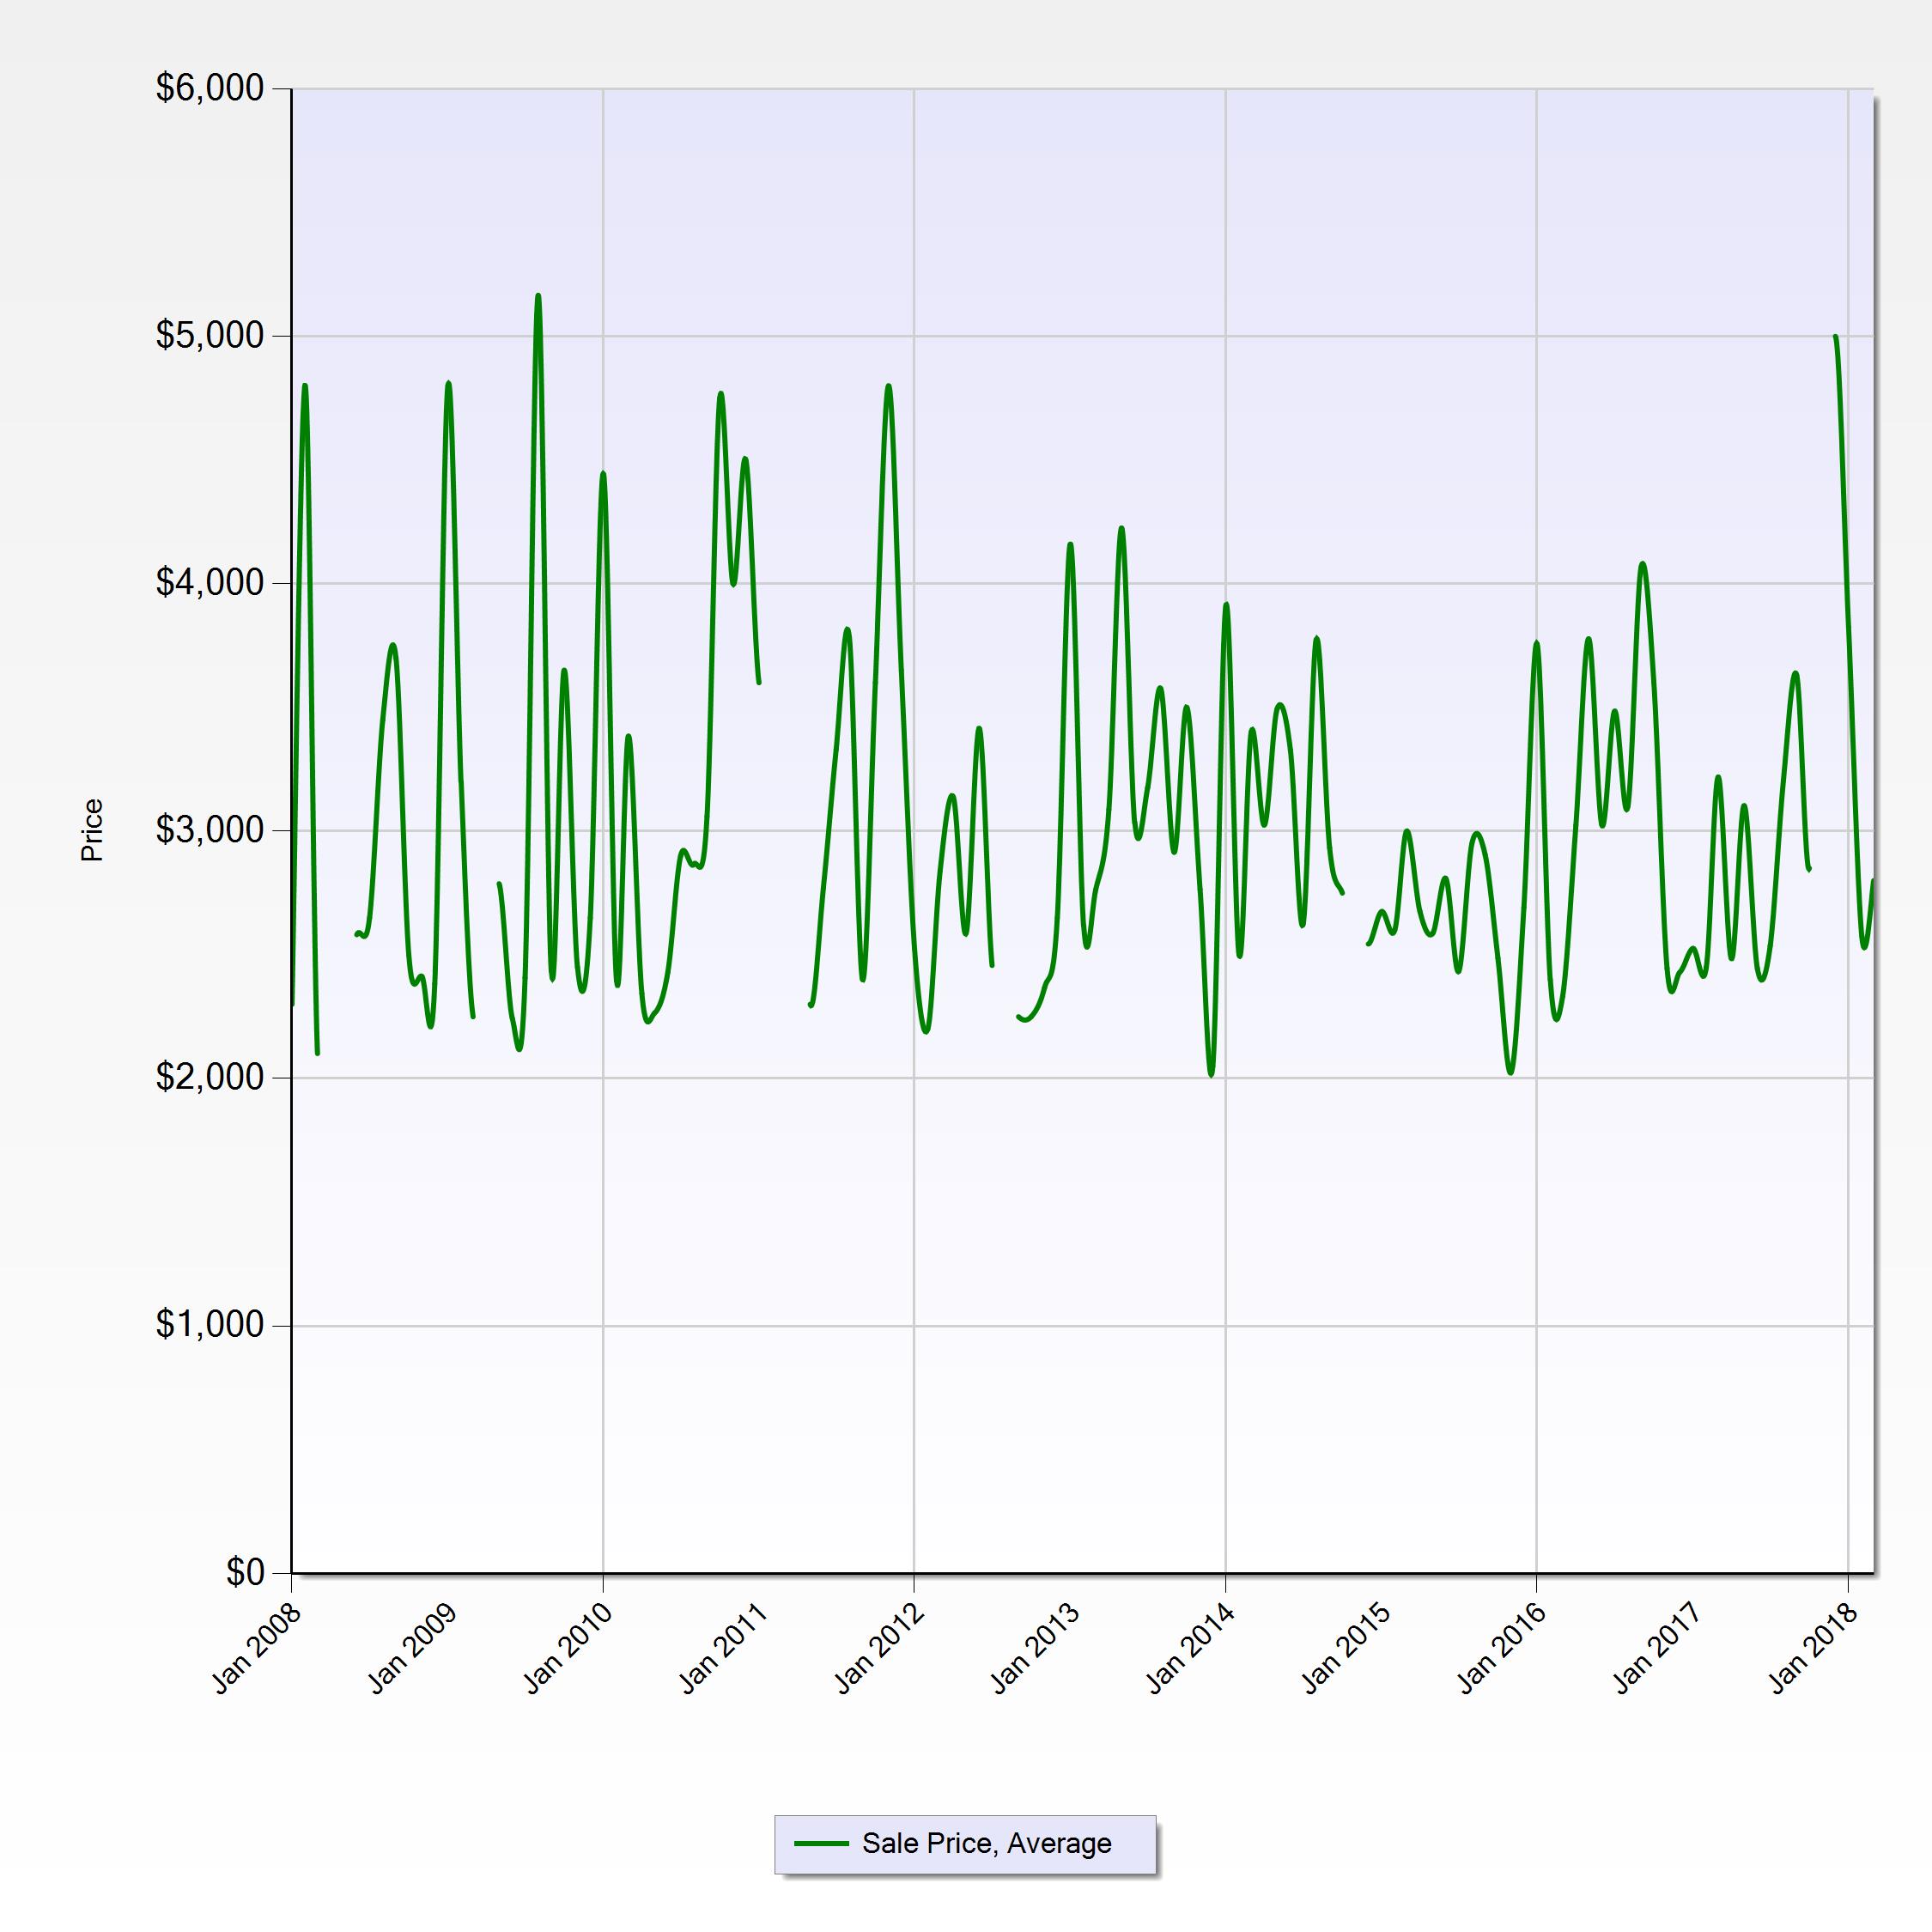 $6,000
$5,000
$4,000
$3,000
$2,000
$1,000
$0
Price
Jan 2008
Jan 2009
Jan 2010
Jan 2011
Jan 2012
Jan 2013
Jan 2014
Jan 2015
Jan 2016
Jan 2017
Jan 2018
Sale Price, Average